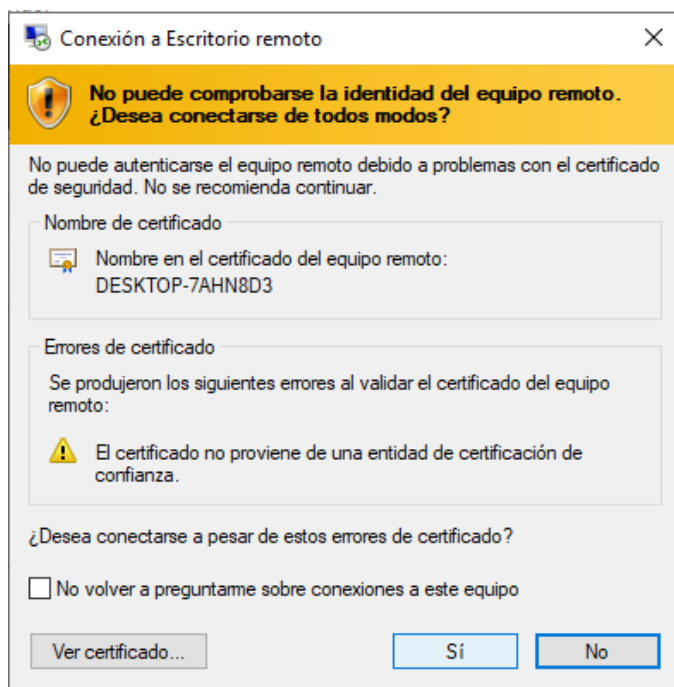 Conexión a Escritorio remoto
No puede comprobarse la identidad del equipo remoto.
¿Desea conectarse de todos modos?
No puede autenticarse el equipo remoto debido a problemas con el certificado
de seguridad. No se recomienda continuar.
Nombre de certificado
Nombre en el certificado del equipo remoto:
DESKTOP-7AHN8D3
Errores de certificado
Se produjeron los siguientes errores al validar el certificado del equipo
remoto:
El certificado no proviene de una entidad de certificación de
confianza.
¿Desea conectarse a pesar de estos errores de certificado?
No volver a preguntarme sobre conexiones a este equipo
Ver certificado... Sí No